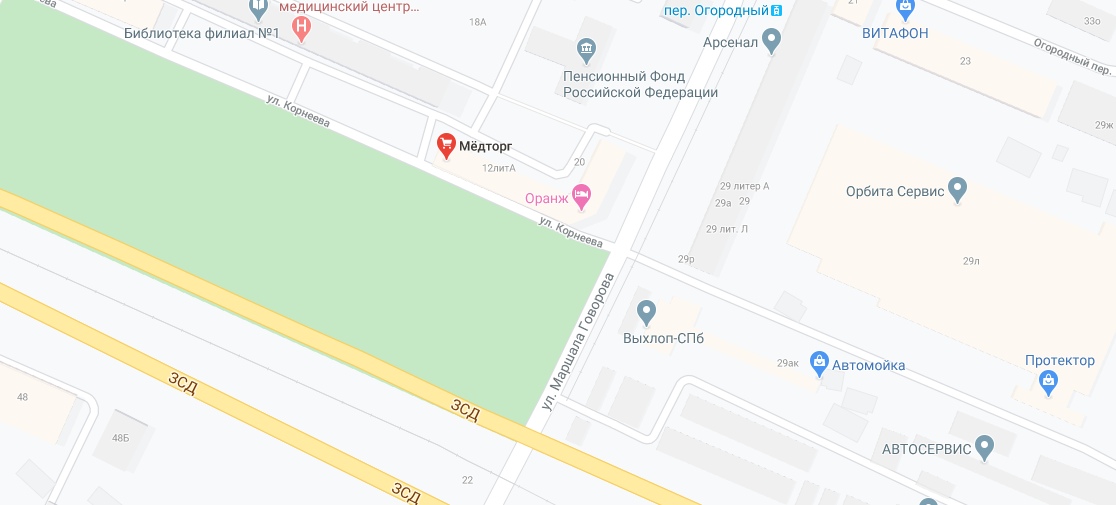 медицинский центр...
пер. Огородный
21
33о
Библиотека филиал №1
18А
Арсенал
ВИТАФОН
Огородный пер.
23
Пенсионный Фонд
Российской Федерации
ул. Корнеева
29ж
Мёдторг
12литА
20
Оранж
29 литер А
29а
29
Орбита Сервис
ул. Корнеева
29 лит. Л
29р
29л
ул. Маршала Говорова
Выхлоп-СПб
29ак
Автомойка
Протектор
ЗСД
ЗСД
48
48Б
АВТОСЕРВИС
22
ЗСД